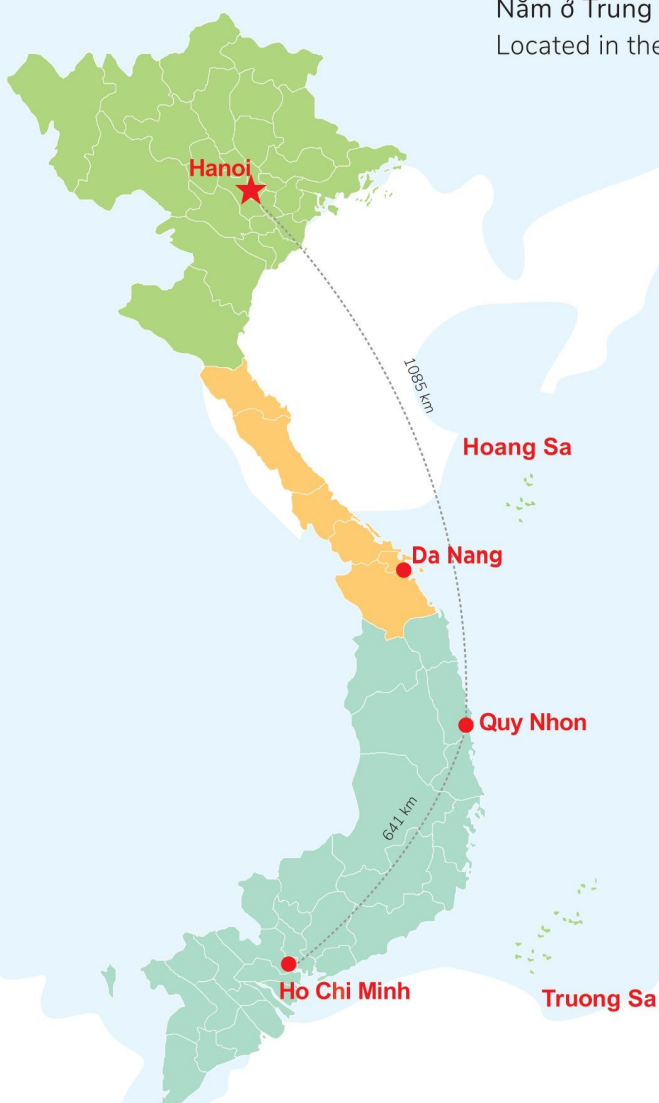 Nằm ở Trung
Located in the
Hanoi
1085 km
Hoang Sa
Da Nang
Quy Nhon
641 km
Ho Chi Minh
Truong Sa